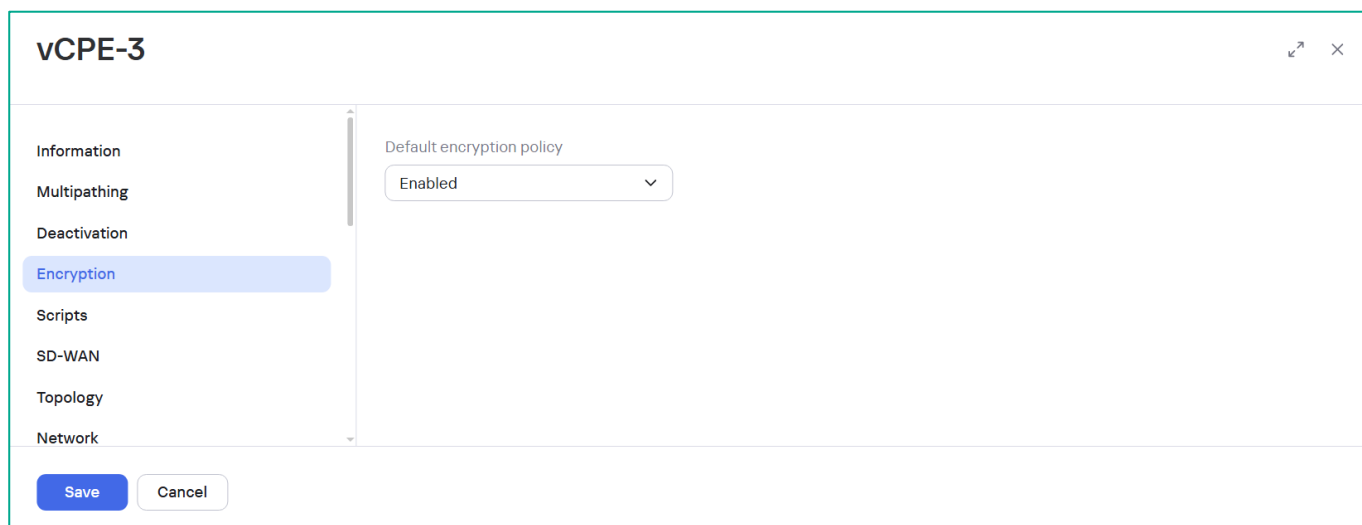 vCPE-3
Information
Multipathing
Deactivation
Encryption
Scripts
SD-WAN
Topology
Network
Default encryption policy
Enabled
Save
Cancel